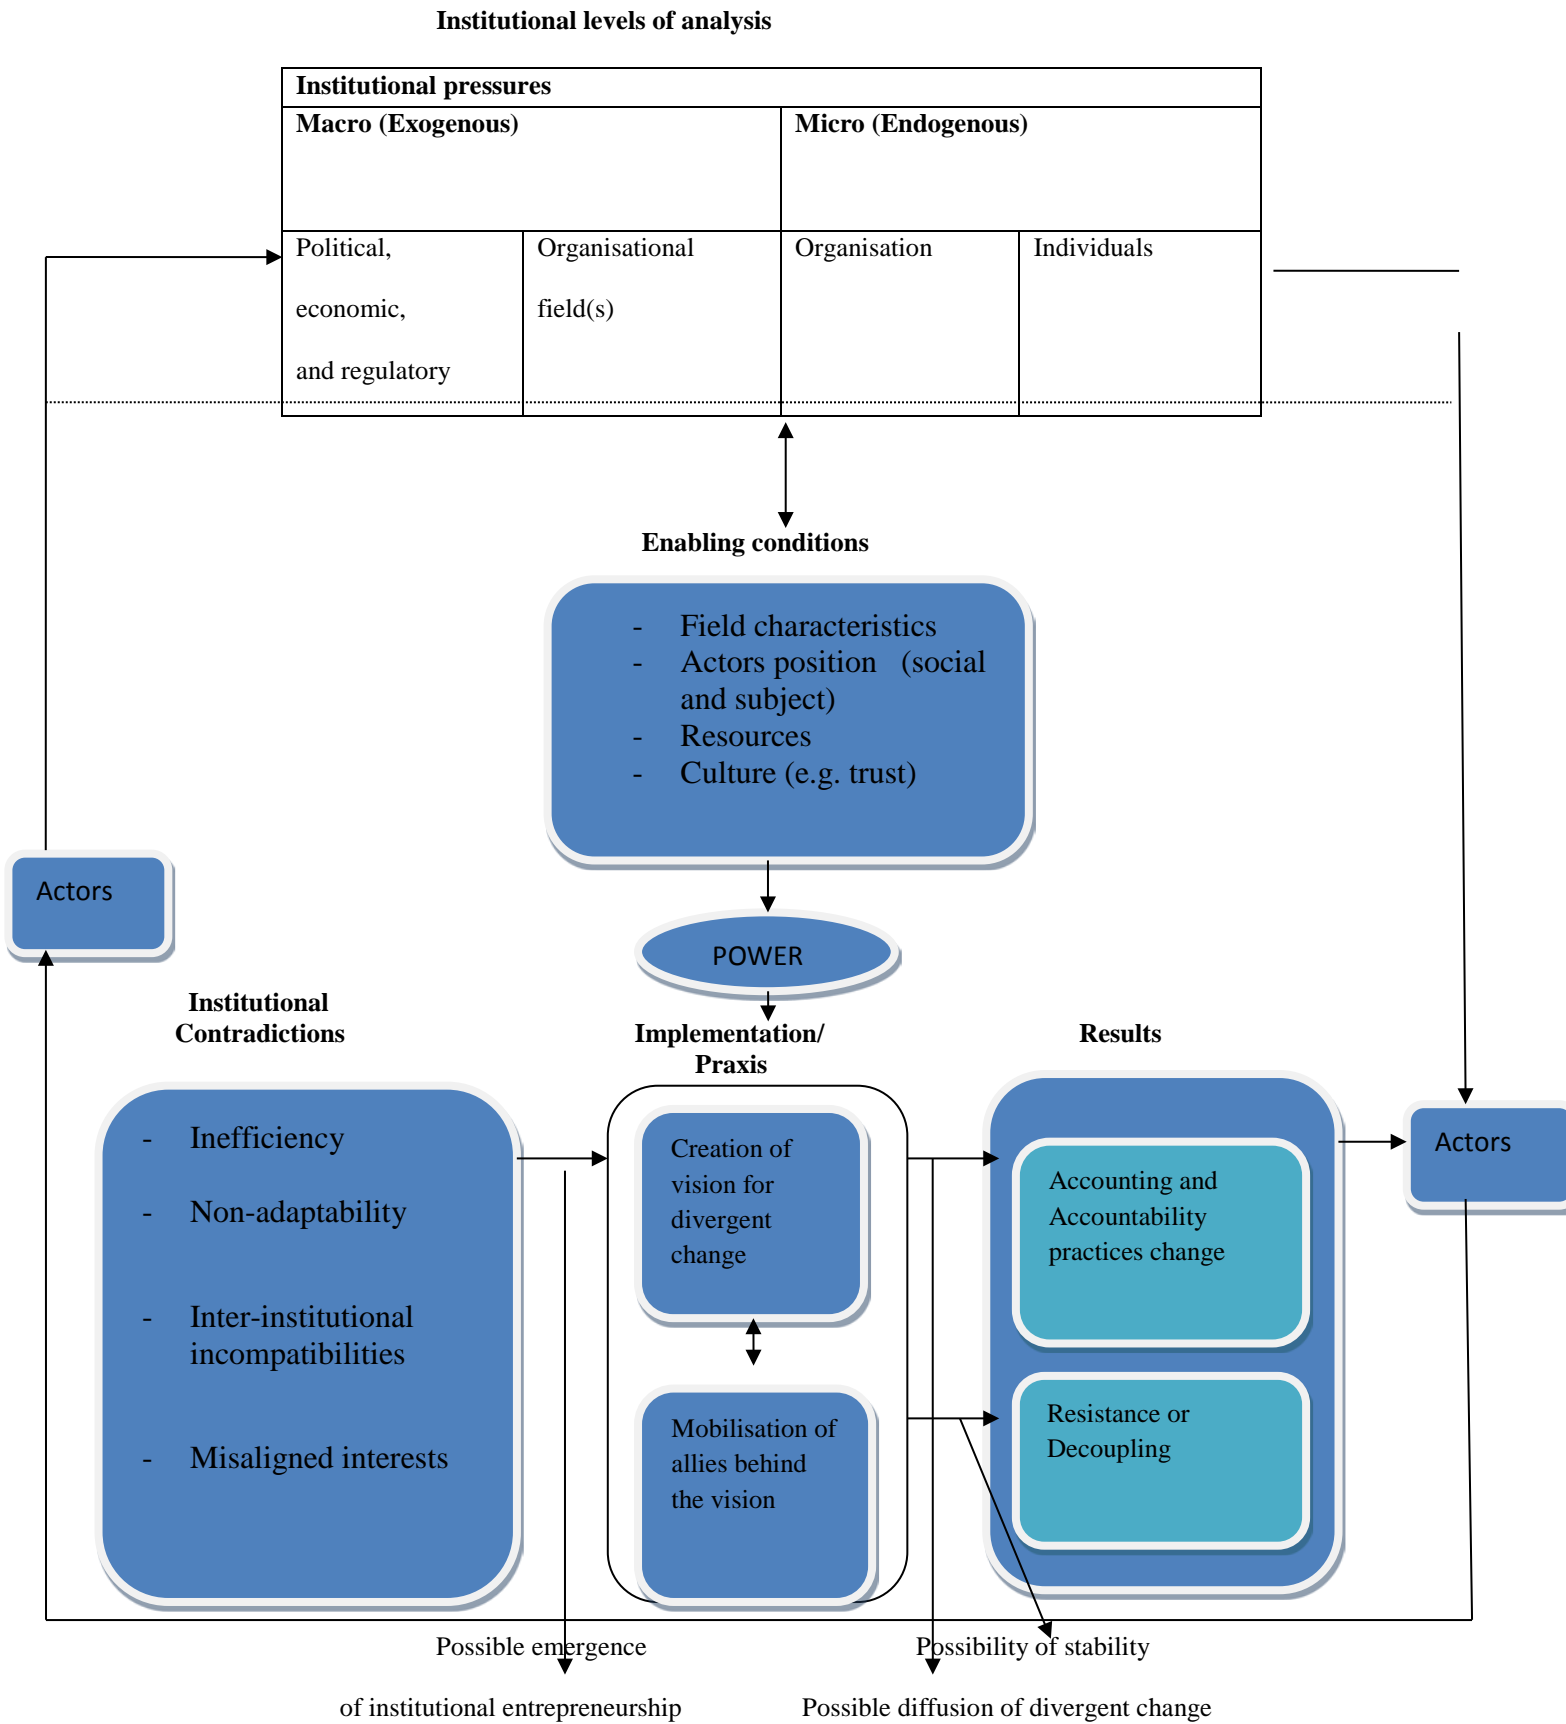 Institutional levels of analysis
Institutional pressures
Macro (Exogenous)
Micro (Endogenous)
Political,
economic,
and regulatory
Organisational
field(s)
Organisation
Individuals
Enabling conditions
- Field characteristics
- Actors position (social
and subject)
- Resources
- Culture (e.g. trust)
Actors
POWER
Institutional
Contradictions
- Inefficiency
- Non-adaptability
- Inter-institutional
incompatibilities
- Misaligned interests
Implementation/
Praxis
Creation of
vision for
divergent
change
Mobilisation of
allies behind
the vision
Results
Accounting and
Accountability
practices change
Resistance or
Decoupling
Actors
Possible emergence
of institutional entrepreneurship
Possibility of stability
Possible diffusion of divergent change